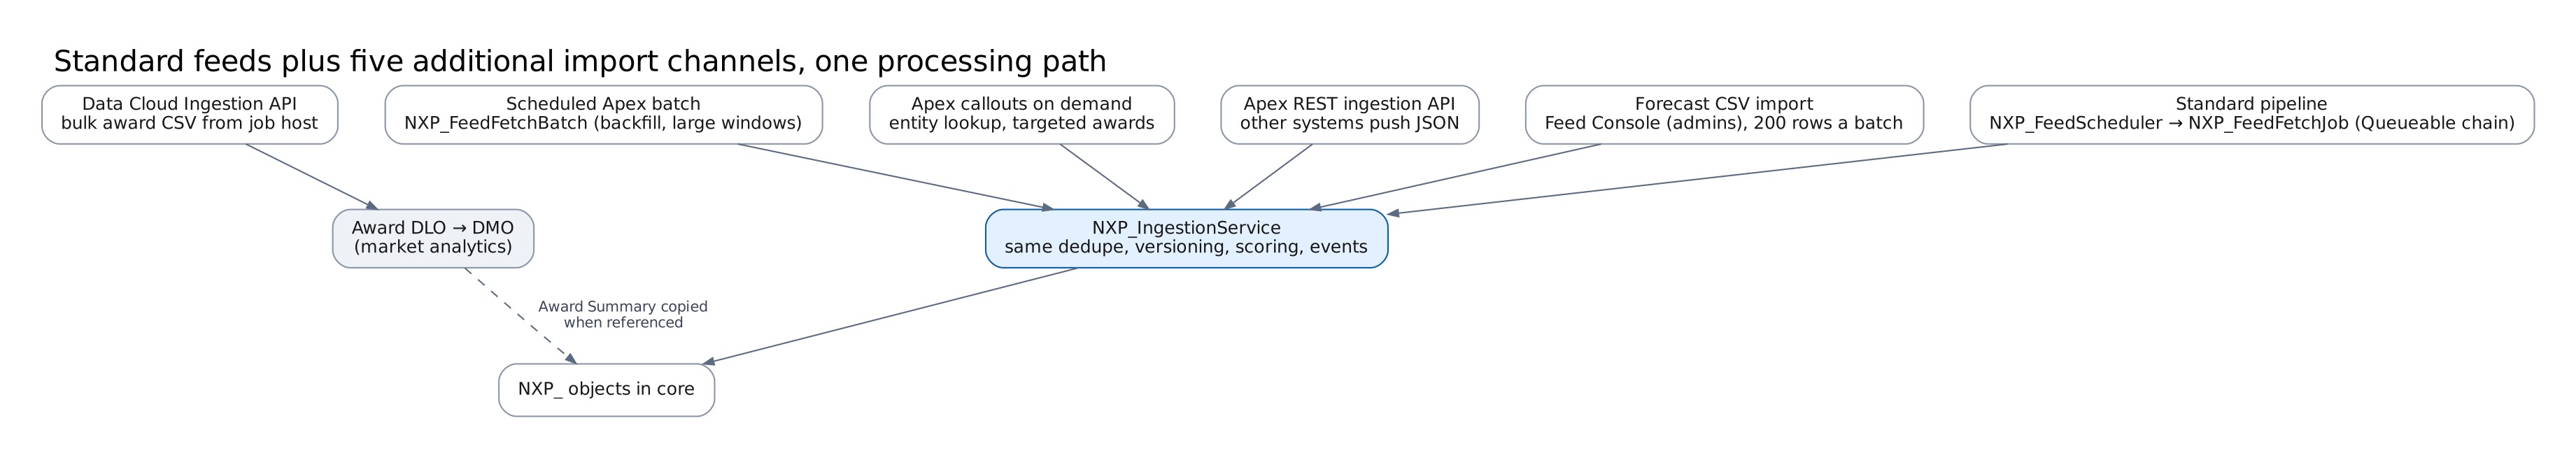 Standard feeds plus five additional import channels, one processing path
Data Cloud Ingestion API
bulk award CSV from job host
Scheduled Apex batch
NXP_FeedFetchBatch (backfill, large windows)
Apex callouts on demand
entity lookup, targeted awards
Apex REST ingestion API
other systems push JSON
Forecast CSV import
Feed Console (admins), 200 rows a batch
Standard pipeline
NXP_FeedScheduler → NXP_FeedFetchJob (Queueable chain)
Award DLO → DMO
(market analytics)
NXP_IngestionService
same dedupe, versioning, scoring, events
Award Summary copied
when referenced
NXP_ objects in core